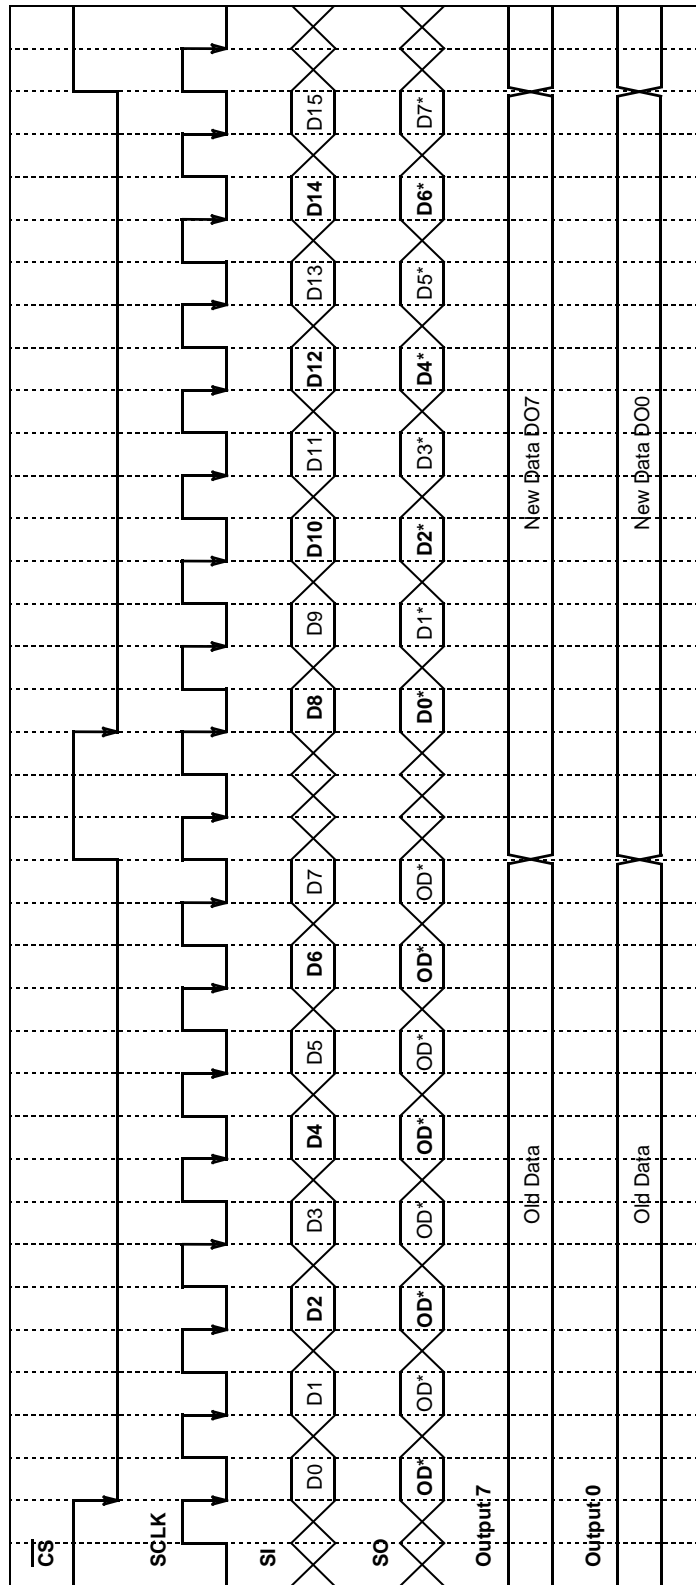 CS
SCLK
SI
D0 D1 D2 D3 D4 D5 D6 D7 D8 D9 D10 D11 D12 D13 D14 D15
SO
OD* OD* OD* OD* OD* OD* OD* OD* D0* D1* D2* D3* D4* D5* D6* D7*
Output 7
Old Data New Data DO7
Output 0
Old Data New Data DO0